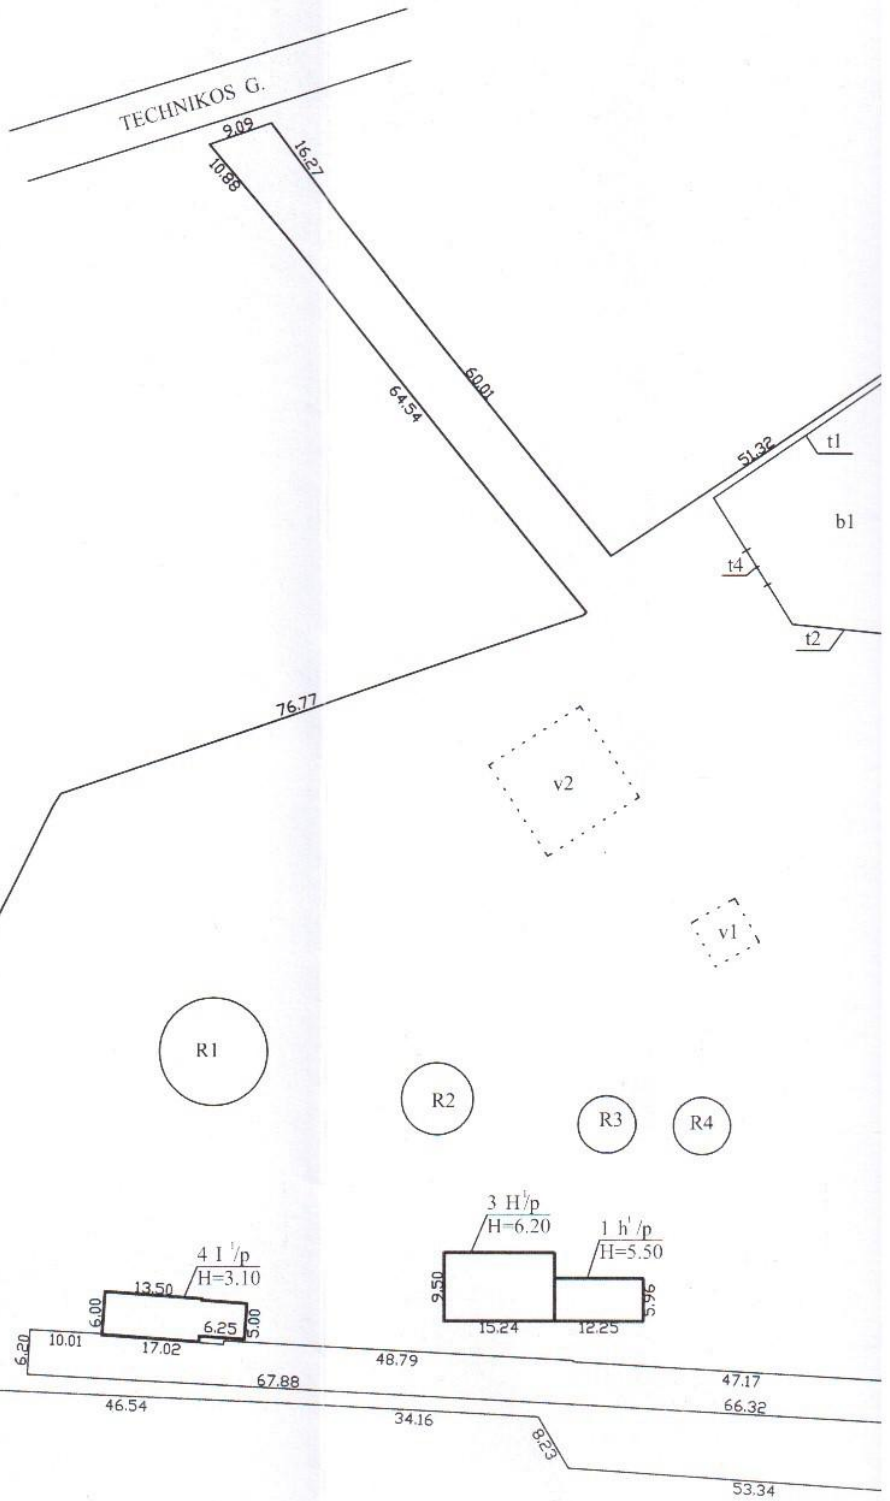 TECHNIKOS G.
9.09
10.88
16.27
60.01
64.54
51.32
t1
b1
t4
t2
76.77
v2
v1
R1
R2
R3
R4
3 H¹/p
H=6.20
1 h¹/p
H=5.50
4 I ¹/p
H=3.10
13.50
6.00
5.00
6.25
17.02
9.50
15.24
12.25
5.96
10.01
6.20
48.79
47.17
67.88
66.32
46.54
34.16
8.23
53.34